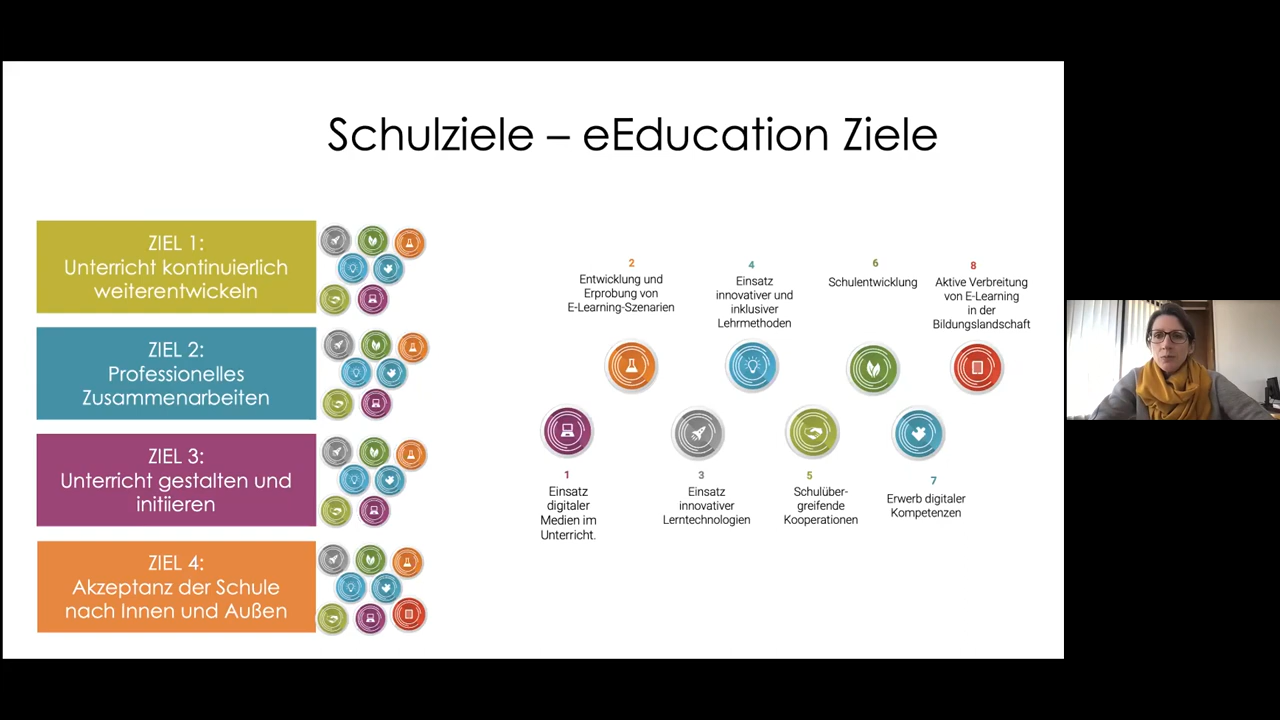 Schulziele – eEducation Ziele
ZIEL 1:
Unterricht kontinuierlich
weiterentwickeln
ZIEL 2:
Professionelles
Zusammenarbeiten
ZIEL 3:
Unterricht gestalten und
initiieren
ZIEL 4:
Akzeptanz der Schule
nach Innen und Außen
2
Entwicklung und
Erprobung von
E-Learning-Szenarien
4
Einsatz
innovativer und
inklusiver
Lehrmethoden
6
Schulentwicklung
8
Aktive Verbreitung
von E-Learning
in der
Bildungslandschaft
1
Einsatz
digitaler
Medien im
Unterricht.
3
Einsatz
innovativer
Lerntechnologien
5
Schulüber-
greifende
Kooperationen
7
Erwerb digitaler
Kompetenzen